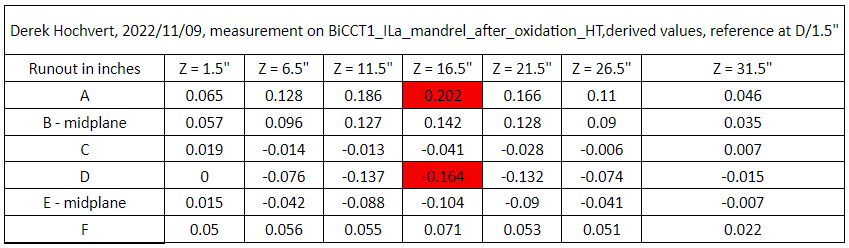 Derek Hochvert, 2022/11/09, measurement on BiCCT1_ILa_mandrel_after_oxidation_HT,derived values, reference at D/1.5"
Runout in inches Z = 1.5" Z = 6.5" Z = 11.5" Z = 16.5" Z = 21.5" Z = 26.5" Z = 31.5"
A 0.065 0.128 0.186 0.202 0.166 0.11 0.046
B - midplane 0.057 0.096 0.127 0.142 0.128 0.09 0.035
C 0.019 -0.014 -0.013 -0.041 -0.028 -0.006 0.007
D 0 -0.076 -0.137 -0.164 -0.132 -0.074 -0.015
E - midplane 0.015 -0.042 -0.088 -0.104 -0.09 -0.041 -0.007
F 0.05 0.056 0.055 0.071 0.053 0.051 0.022